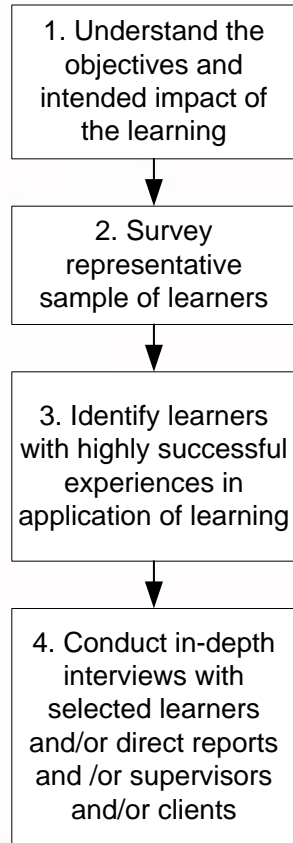 1. Understand the
objectives and
intended impact of
the learning
2. Survey
representative
sample of learners
3. Identify learners
with highly successful
experiences in
application of learning
4. Conduct in-depth
interviews with
selected learners
and/or direct reports
and /or supervisors
and/or clients